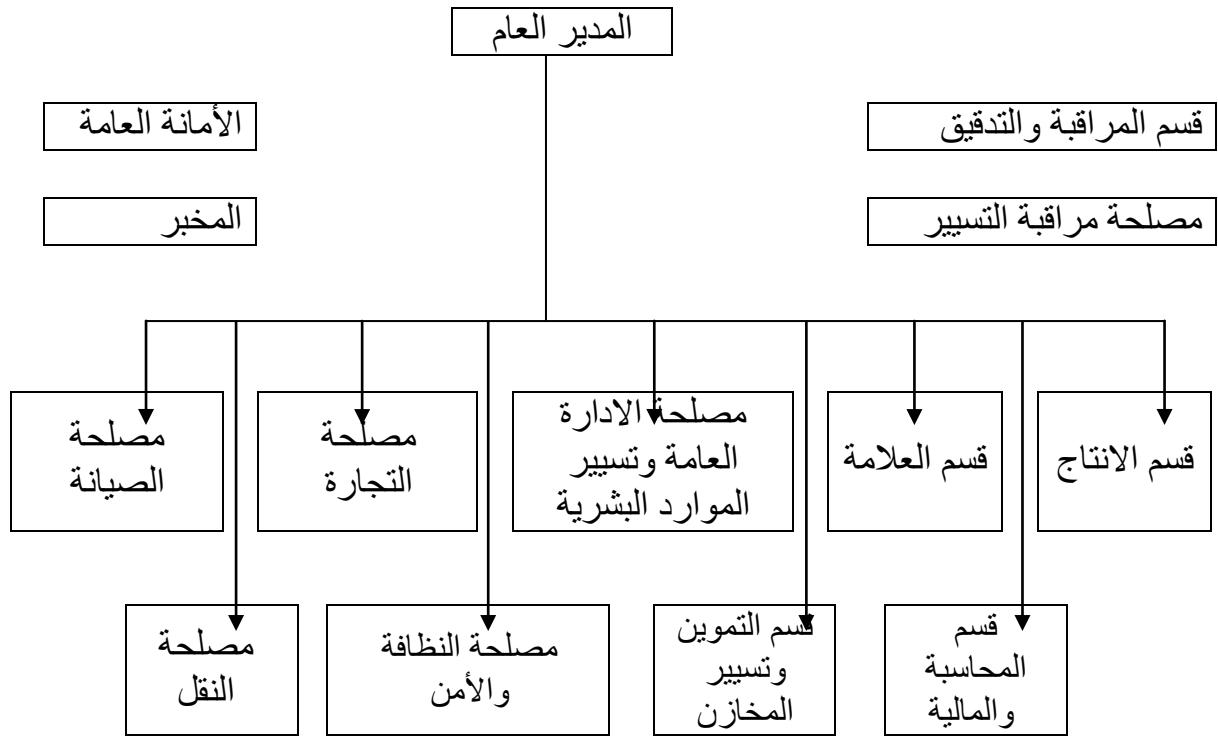 المدير العام
قسم المراقبة والتدقيق
الأمانة العامة
مصلحة مراقبة التسيير
المخبر
قسم الانتاج
قسم العلامة
مصلحة الادارة
العامة وتسيير
الموارد البشرية
مصلحة
التجارة
مصلحة
الصيانة
قسم
المحاسبة
والمالية
قسم التموين
وتسيير
المخازن
مصلحة النظافة
والأمن
مصلحة
النقل